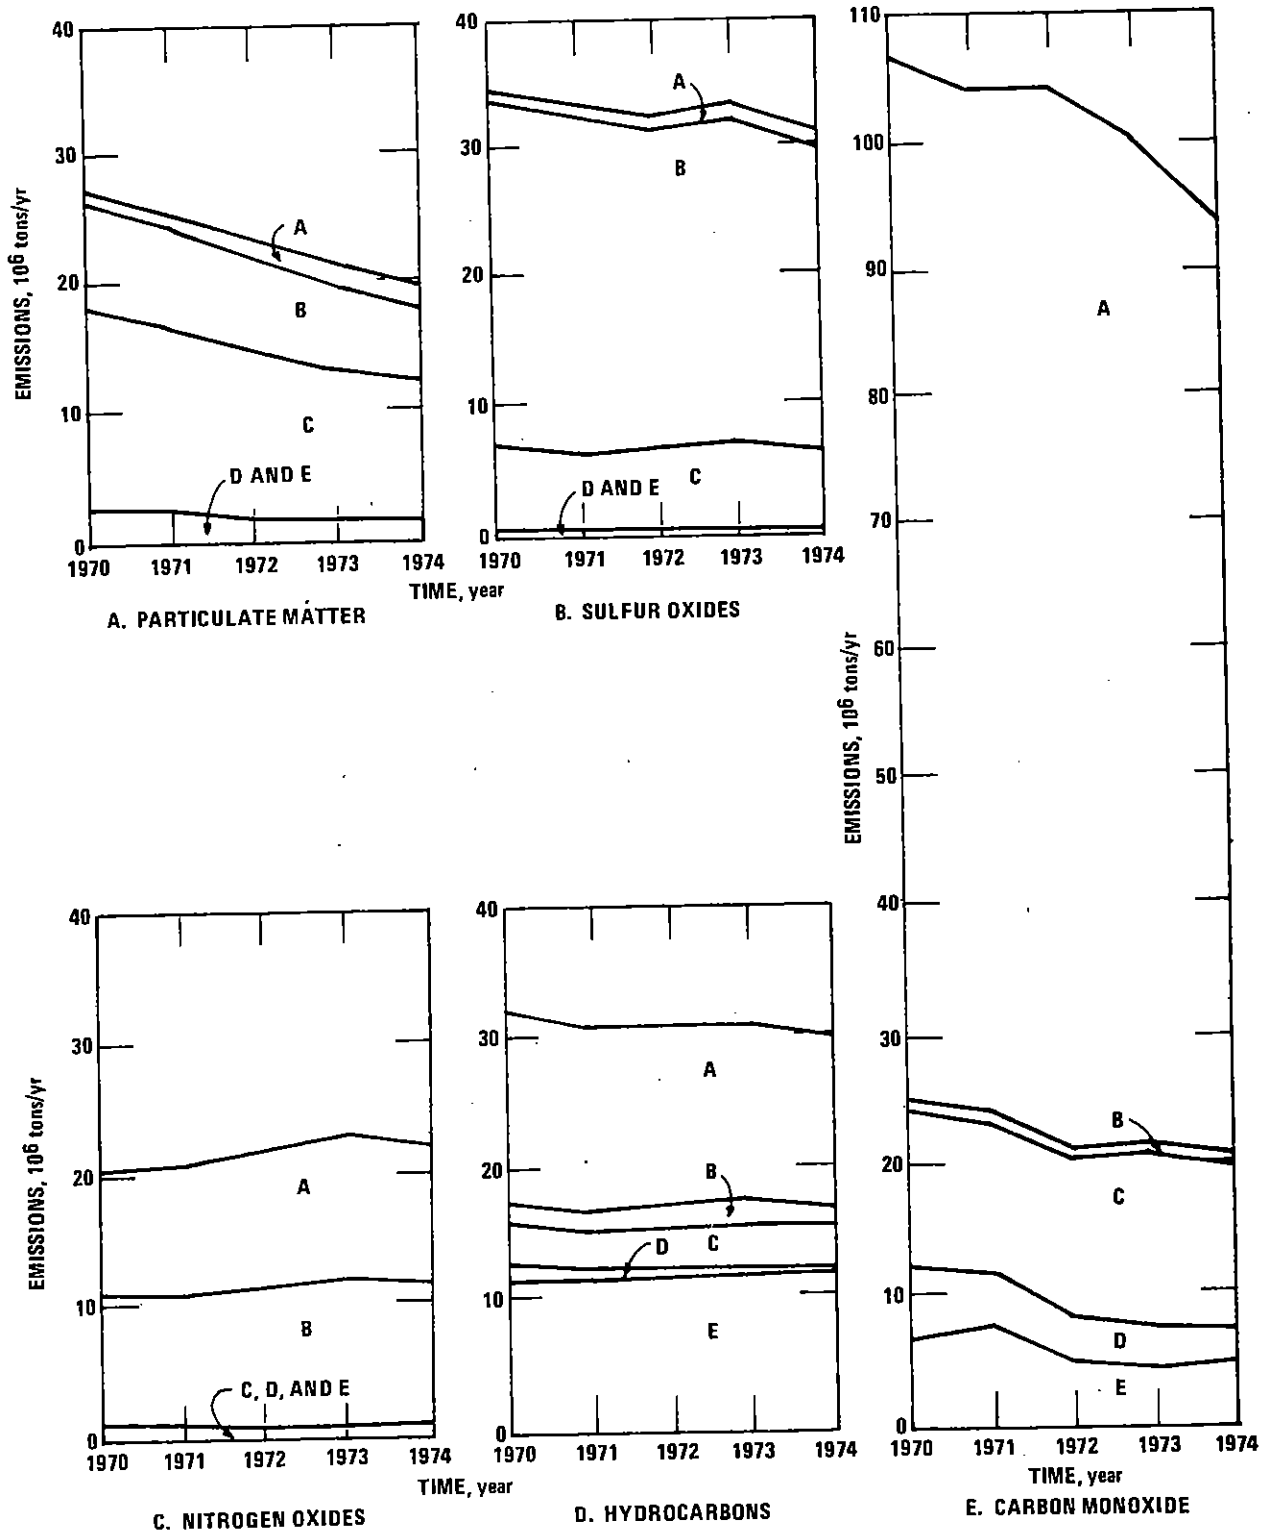 EMISSIONS, 10⁶ tons/yr
40
30
20
10
0
A
B
C
D AND E
1970 1971 1972 1973 1974
A. PARTICULATE MATTER
TIME, year
40
30
20
10
0
A
B
C
D AND E
1970 1971 1972 1973 1974
B. SULFUR OXIDES
EMISSIONS, 10⁶ tons/yr
110
100
90
80
70
60
50
40
30
20
10
0
A
B
C
D
E
1970 1971 1972 1973 1974
TIME, year
E. CARBON MONOXIDE
EMISSIONS, 10⁶ tons/yr
40
30
20
10
0
A
B
C, D, AND E
1970 1971 1972 1973 1974
C. NITROGEN OXIDES
TIME, year
40
30
20
10
0
A
B
D C
E
1970 1971 1972 1973 1974
D. HYDROCARBONS